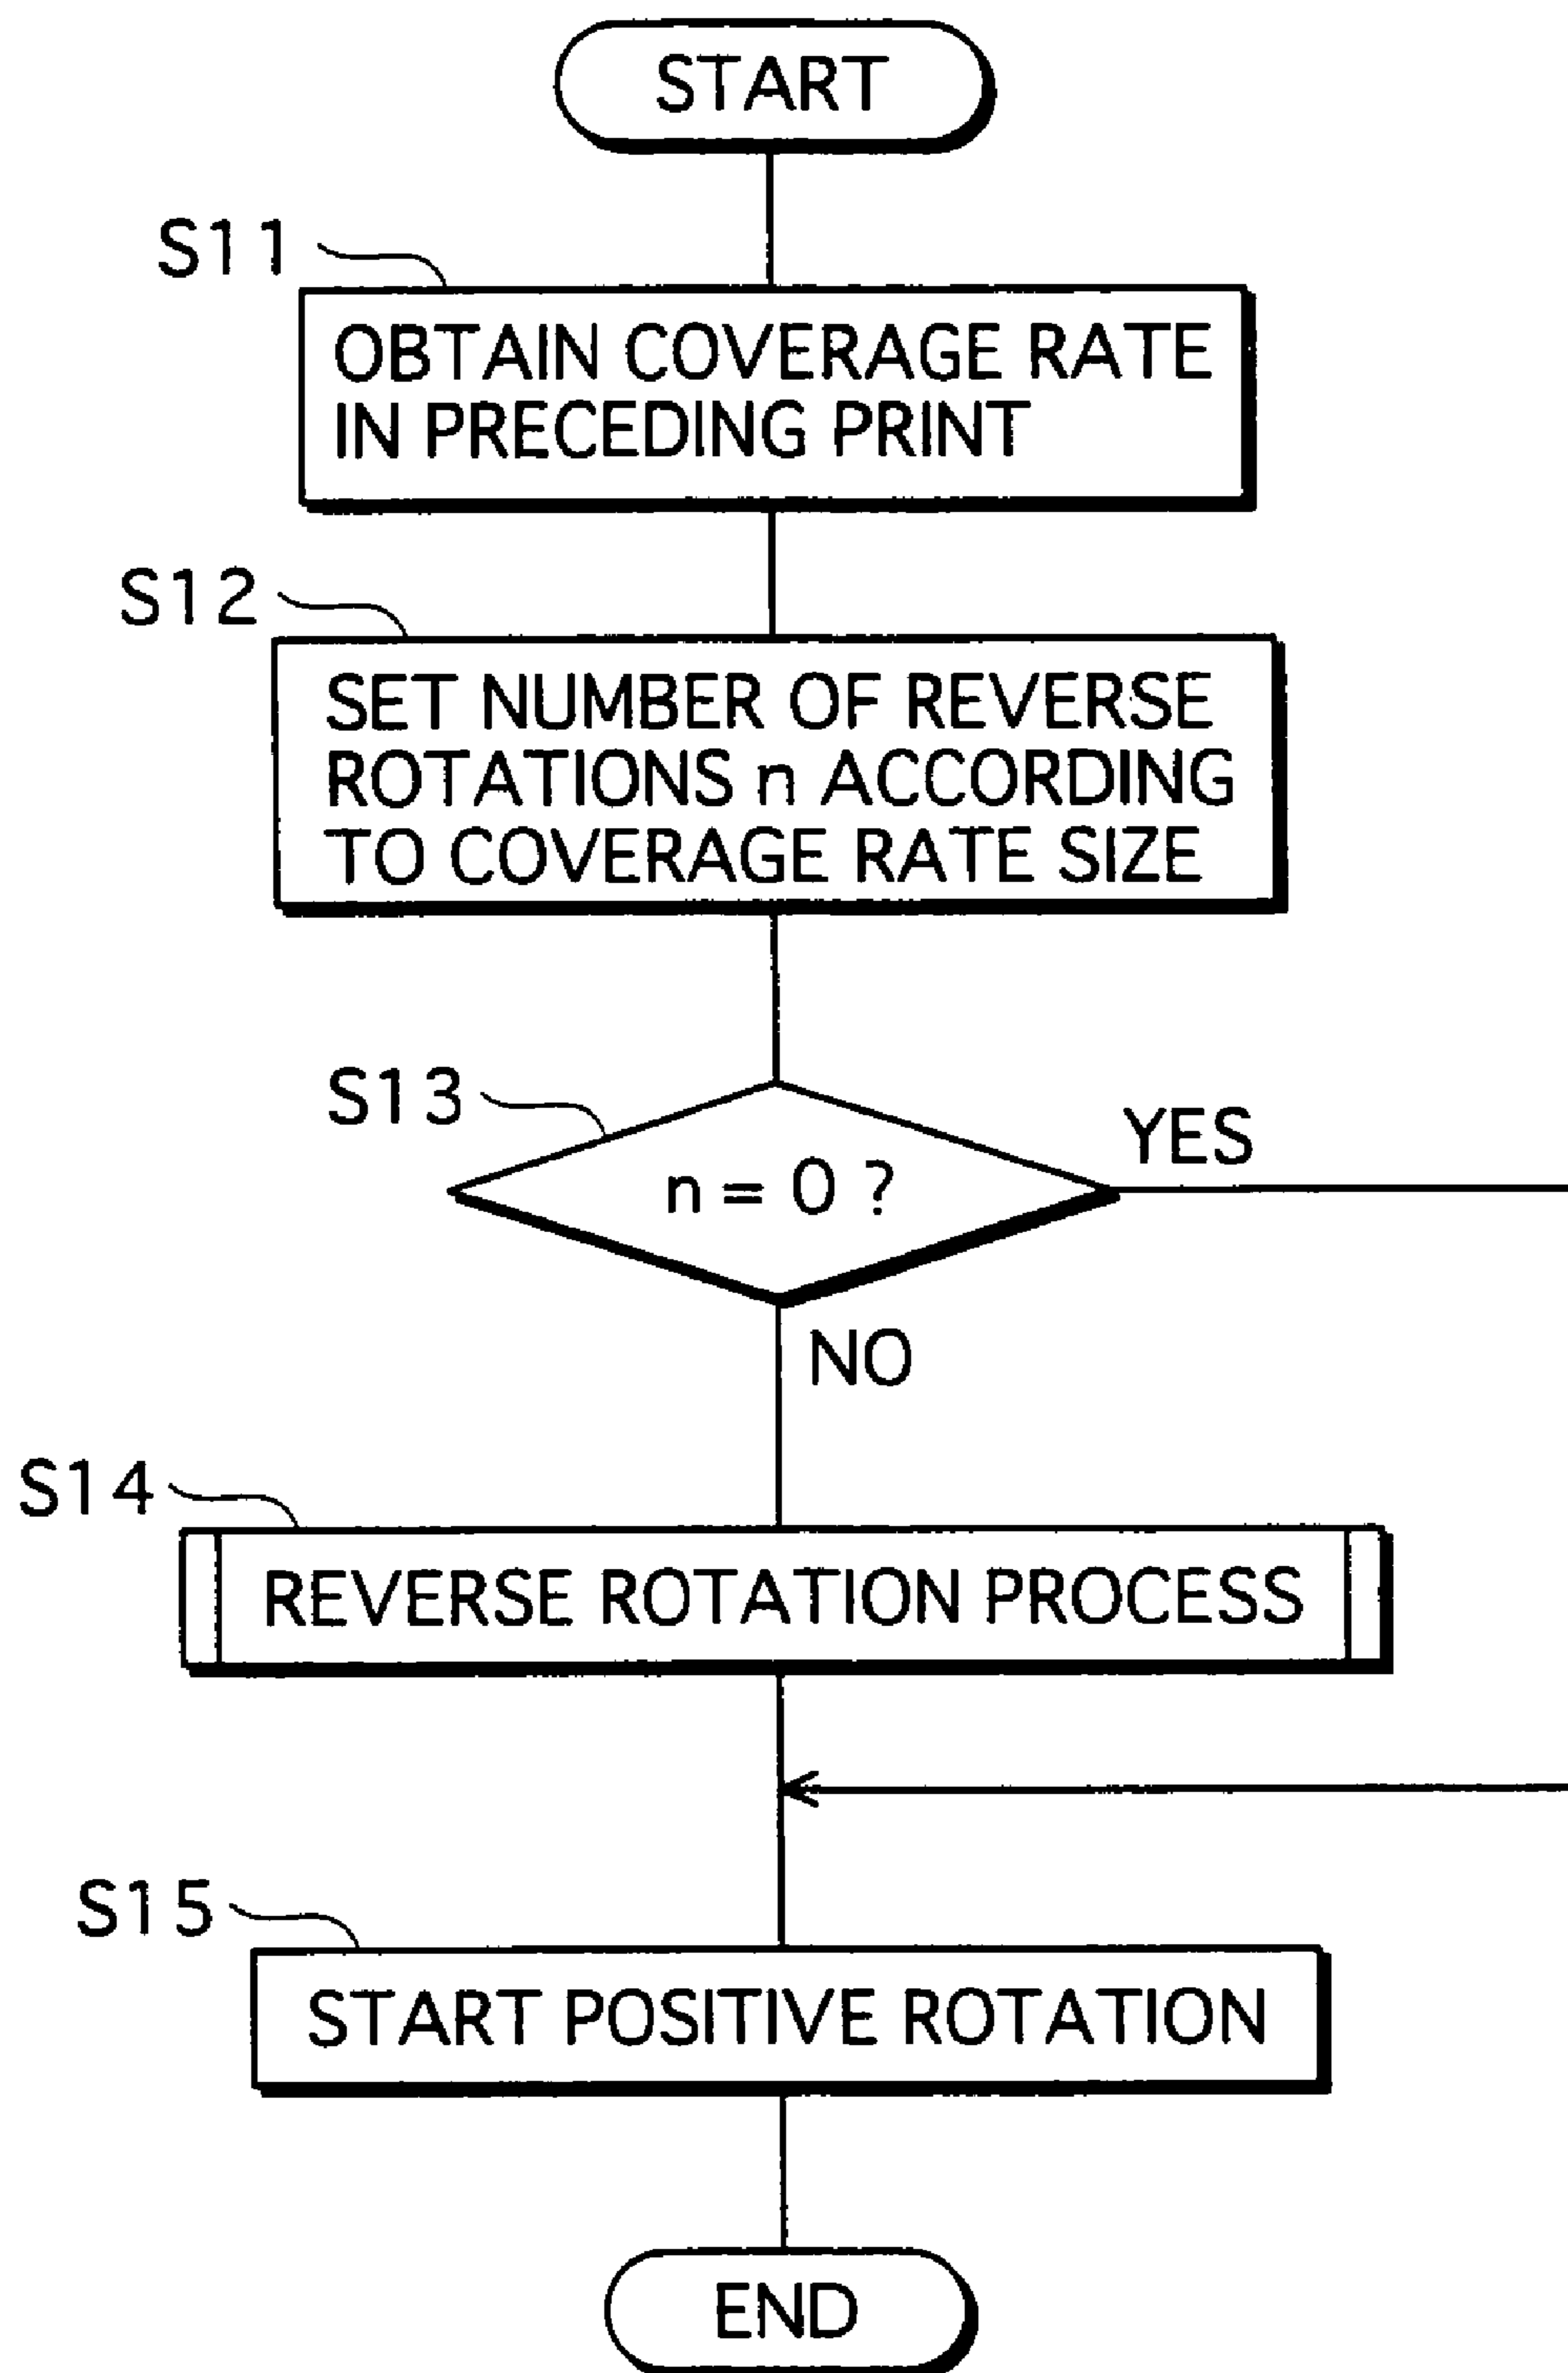 START
S11
OBTAIN COVERAGE RATE
IN PRECEDING PRINT
S12
SET NUMBER OF REVERSE
ROTATIONS n ACCORDING
TO COVERAGE RATE SIZE
S13
n = 0 ?
YES
NO
S14
REVERSE ROTATION PROCESS
S15
START POSITIVE ROTATION
END